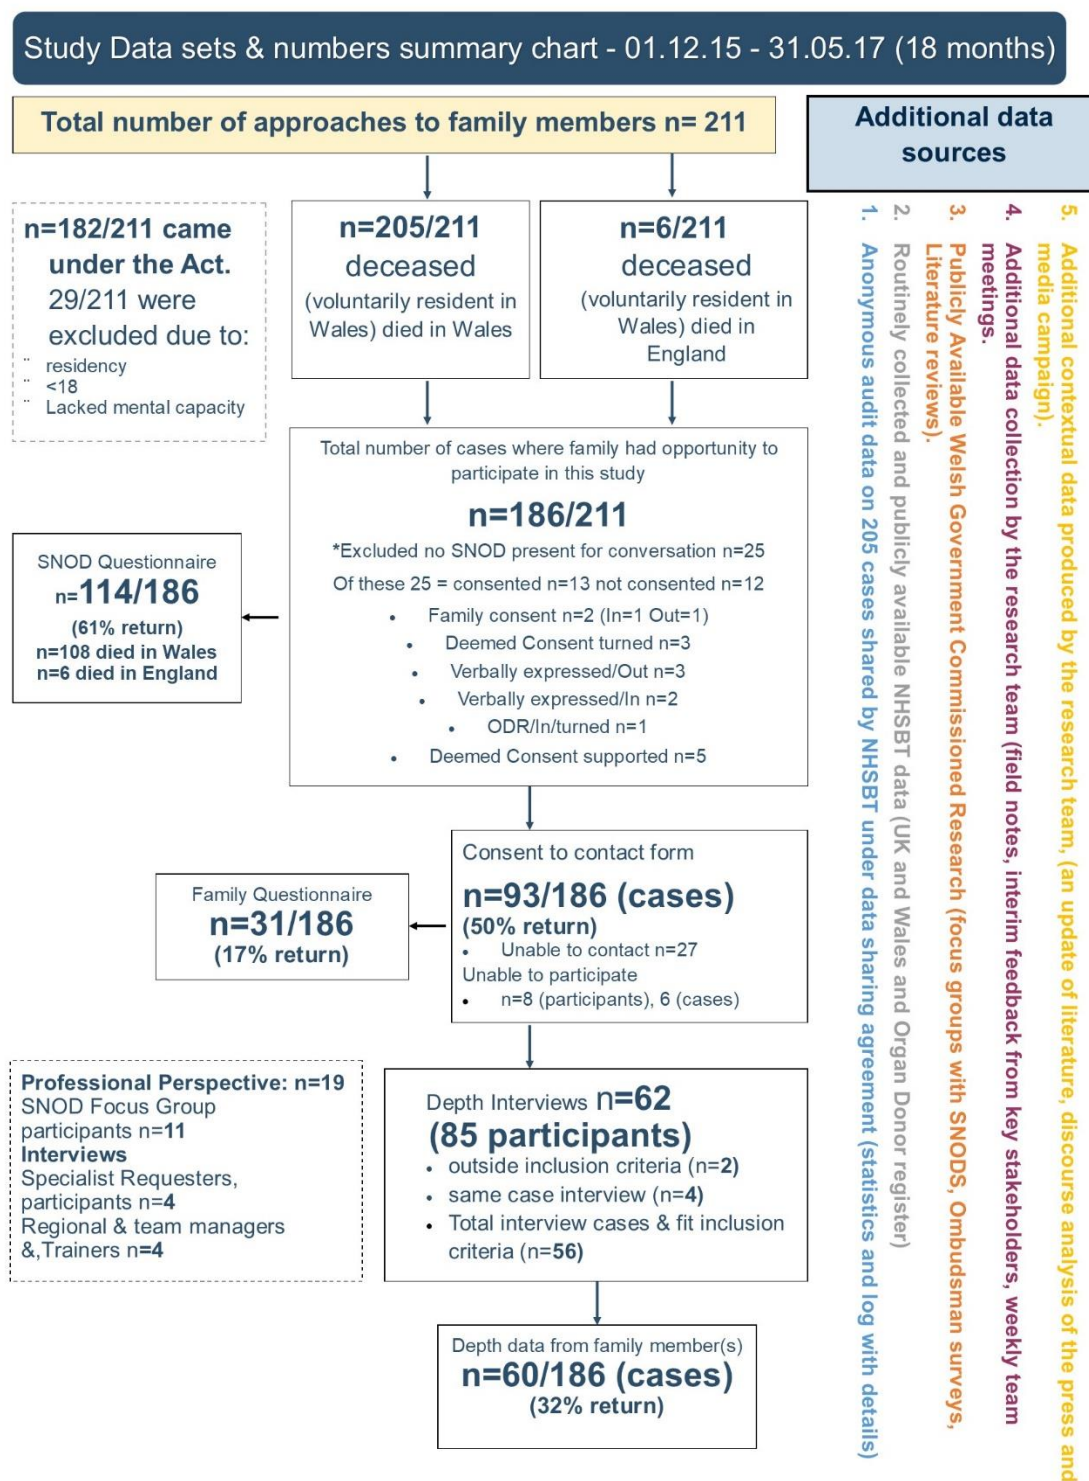 Study Data sets & numbers summary chart - 01.12.15 - 31.05.17 (18 months)
Total number of approaches to family members n= 211
Additional data
sources
n=182/211 came
under the Act.
29/211 were
excluded due to:
¨ residency
¨ <18
¨ Lacked mental capacity
n=205/211
deceased
(voluntarily resident in
Wales) died in Wales
n=6/211
deceased
(voluntarily resident in
Wales) died in
England
Total number of cases where family had opportunity to
participate in this study
n=186/211
*Excluded no SNOD present for conversation n=25
Of these 25 = consented n=13 not consented n=12
• Family consent n=2 (In=1 Out=1)
• Deemed Consent turned n=3
• Verbally expressed/Out n=3
• Verbally expressed/In n=2
• ODR/In/turned n=1
• Deemed Consent supported n=5
SNOD Questionnaire
n=114/186
(61% return)
n=108 died in Wales
n=6 died in England
Consent to contact form
n=93/186 (cases)
(50% return)
• Unable to contact n=27
Unable to participate
• n=8 (participants), 6 (cases)
Family Questionnaire
n=31/186
(17% return)
Professional Perspective: n=19
SNOD Focus Group
participants n=11
Interviews
Specialist Requesters,
participants n=4
Regional & team managers
&,Trainers n=4
Depth Interviews n=62
(85 participants)
• outside inclusion criteria (n=2)
• same case interview (n=4)
• Total interview cases & fit inclusion
criteria (n=56)
Depth data from family member(s)
n=60/186 (cases)
(32% return)
1. Anonymous audit data on 205 cases shared by NHSBT under data sharing agreement (statistics and log with details)
2. Routinely collected and publicly available NHSBT data (UK and Wales and Organ Donor register)
3. Publicly Available Welsh Government Commissioned Research (focus groups with SNODS, Ombudsman surveys,
Literature reviews).
4. Additional data collection by the research team (field notes, interim feedback from key stakeholders, weekly team
meetings.
5. Additional contextual data produced by the research team, (an update of literature, discourse analysis of the press and
media campaign).